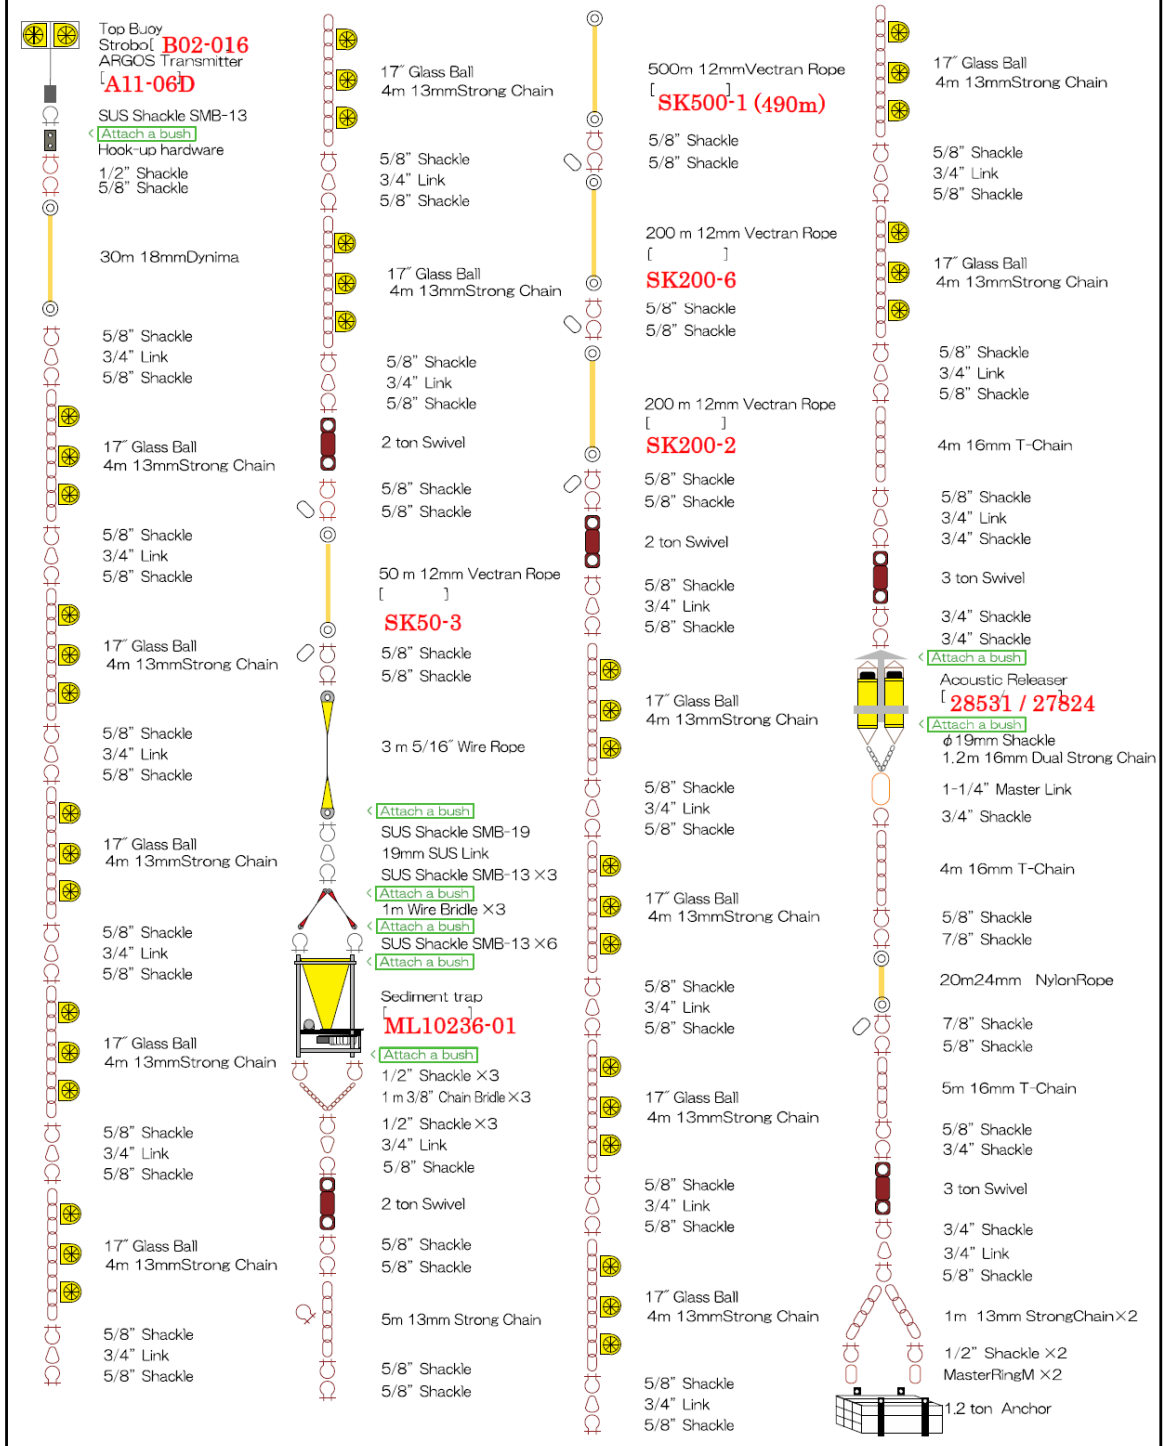 Top Buoy
Strobo[ B02-016
ARGOS Transmitter
[A11-06D]
SUS Shackle SMB-13
< Attach a bush
Hook-up hardware
1/2" Shackle
5/8" Shackle
30m 18mmDynima
5/8" Shackle
3/4" Link
5/8" Shackle
17" Glass Ball
4m 13mmStrong Chain
5/8" Shackle
3/4" Link
5/8" Shackle
17" Glass Ball
4m 13mmStrong Chain
5/8" Shackle
3/4" Link
5/8" Shackle
17" Glass Ball
4m 13mmStrong Chain
5/8" Shackle
3/4" Link
5/8" Shackle
17" Glass Ball
4m 13mmStrong Chain
5/8" Shackle
3/4" Link
5/8" Shackle
17" Glass Ball
4m 13mmStrong Chain
5/8" Shackle
3/4" Link
5/8" Shackle
17" Glass Ball
4m 13mmStrong Chain
5/8" Shackle
3/4" Link
5/8" Shackle
17" Glass Ball
4m 13mmStrong Chain
5/8" Shackle
3/4" Link
5/8" Shackle
2 ton Swivel
5/8" Shackle
5/8" Shackle
50 m 12mm Vectran Rope
[ ]
SK50-3
5/8" Shackle
5/8" Shackle
3 m 5/16" Wire Rope
< Attach a bush
SUS Shackle SMB-19
19mm SUS Link
SUS Shackle SMB-13 ×3
< Attach a bush
1m Wire Bridle ×3
< Attach a bush
SUS Shackle SMB-13 ×6
< Attach a bush
Sediment trap
[ ]
ML10236-01
< Attach a bush
1/2" Shackle ×3
1 m 3/8" Chain Bridle ×3
1/2" Shackle ×3
3/4" Link
5/8" Shackle
2 ton Swivel
5/8" Shackle
5/8" Shackle
5m 13mm Strong Chain
5/8" Shackle
5/8" Shackle
500m 12mmVectran Rope
[ ]
SK500-1 (490m)
5/8" Shackle
5/8" Shackle
200 m 12mm Vectran Rope
[ ]
SK200-6
5/8" Shackle
5/8" Shackle
200 m 12mm Vectran Rope
[ ]
SK200-2
5/8" Shackle
5/8" Shackle
2 ton Swivel
5/8" Shackle
3/4" Link
5/8" Shackle
17" Glass Ball
4m 13mmStrong Chain
5/8" Shackle
3/4" Link
5/8" Shackle
17" Glass Ball
4m 13mmStrong Chain
5/8" Shackle
3/4" Link
5/8" Shackle
17" Glass Ball
4m 13mmStrong Chain
5/8" Shackle
3/4" Link
5/8" Shackle
17" Glass Ball
4m 13mmStrong Chain
5/8" Shackle
3/4" Link
5/8" Shackle
17" Glass Ball
4m 13mmStrong Chain
5/8" Shackle
3/4" Link
5/8" Shackle
17" Glass Ball
4m 13mmStrong Chain
5/8" Shackle
3/4" Link
5/8" Shackle
4m 16mm T-Chain
5/8" Shackle
3/4" Link
3/4" Shackle
3 ton Swivel
3/4" Shackle
3/4" Shackle
< Attach a bush
Acoustic Releaser
[ 28531 / 27824
< Attach a bush
φ19mm Shackle
1.2m 16mm Dual Strong Chain
1-1/4" Master Link
3/4" Shackle
4m 16mm T-Chain
5/8" Shackle
7/8" Shackle
20m24mm NylonRope
7/8" Shackle
5/8" Shackle
5m 16mm T-Chain
5/8" Shackle
3/4" Shackle
3 ton Swivel
3/4" Shackle
3/4" Link
5/8" Shackle
1m 13mm StrongChain×2
1/2" Shackle ×2
MasterRingM ×2
1.2 ton Anchor